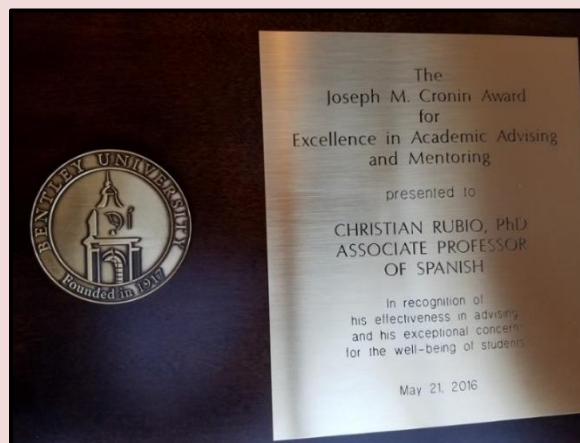 BENTLEY UNIVERSITY
Founded in 1917
The
Joseph M. Cronin Award
for
Excellence in Academic Advising
and Mentoring
presented to
CHRISTIAN RUBIO, PhD
ASSOCIATE PROFESSOR
OF SPANISH
In recognition of
his effectiveness in advising
and his exceptional concern
for the well-being of students
May 21, 2016